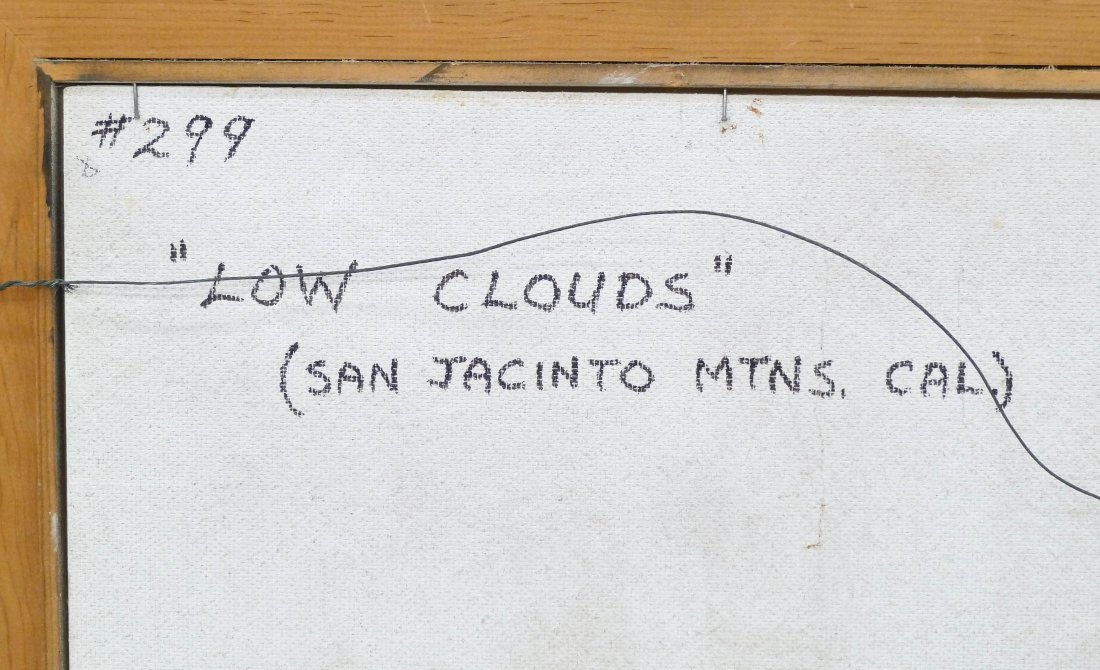 #299
"LOW CLOUDS"
(SAN JACINTO MTNS. CAL.)